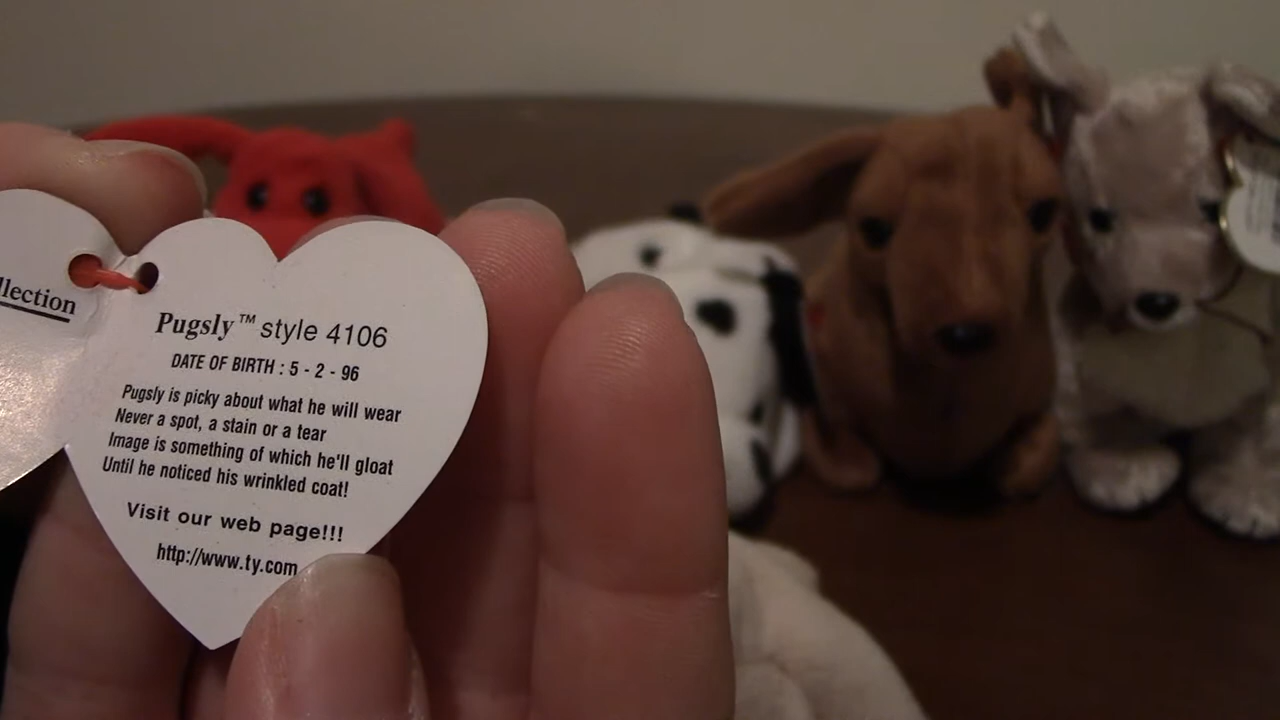 llection
Pugsly™ style 4106
DATE OF BIRTH : 5 - 2 - 96
Pugsly is picky about what he will wear
Never a spot, a stain or a tear
Image is something of which he'll gloat
Until he noticed his wrinkled coat!
Visit our web page!!!
http://www.ty.com